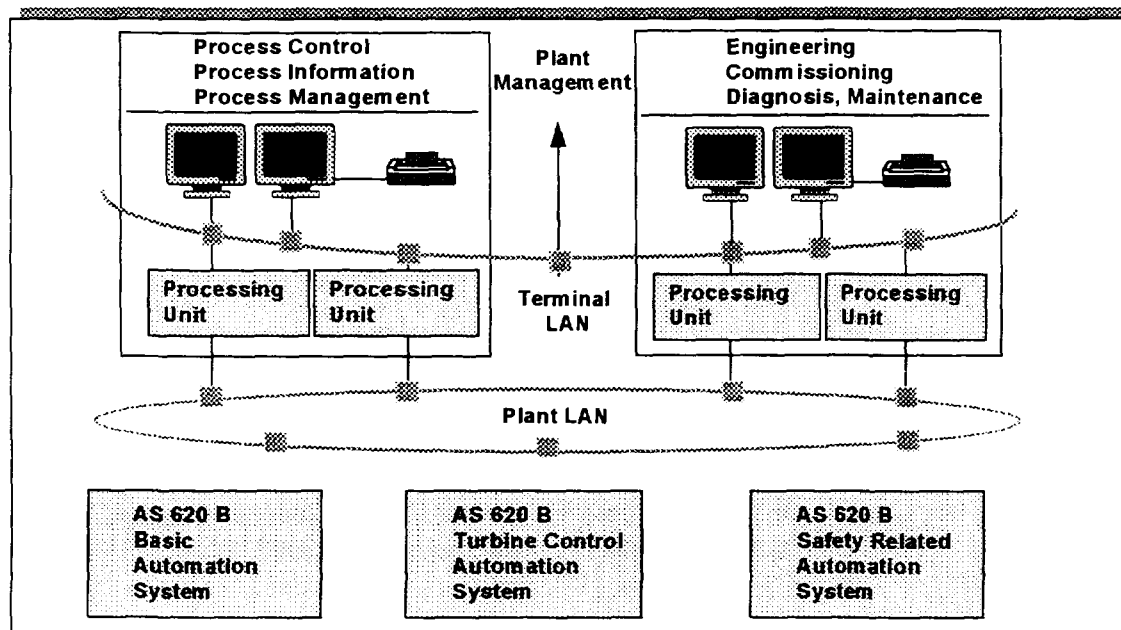 Process Control
Process Information
Process Management
Plant
Management
Engineering
Commissioning
Diagnosis, Maintenance
Processing
Unit
Processing
Unit
Terminal
LAN
Processing
Unit
Processing
Unit
Plant LAN
AS 620 B
Basic
Automation
System
AS 620 B
Turbine Control
Automation
System
AS 620 B
Safety Related
Automation
System